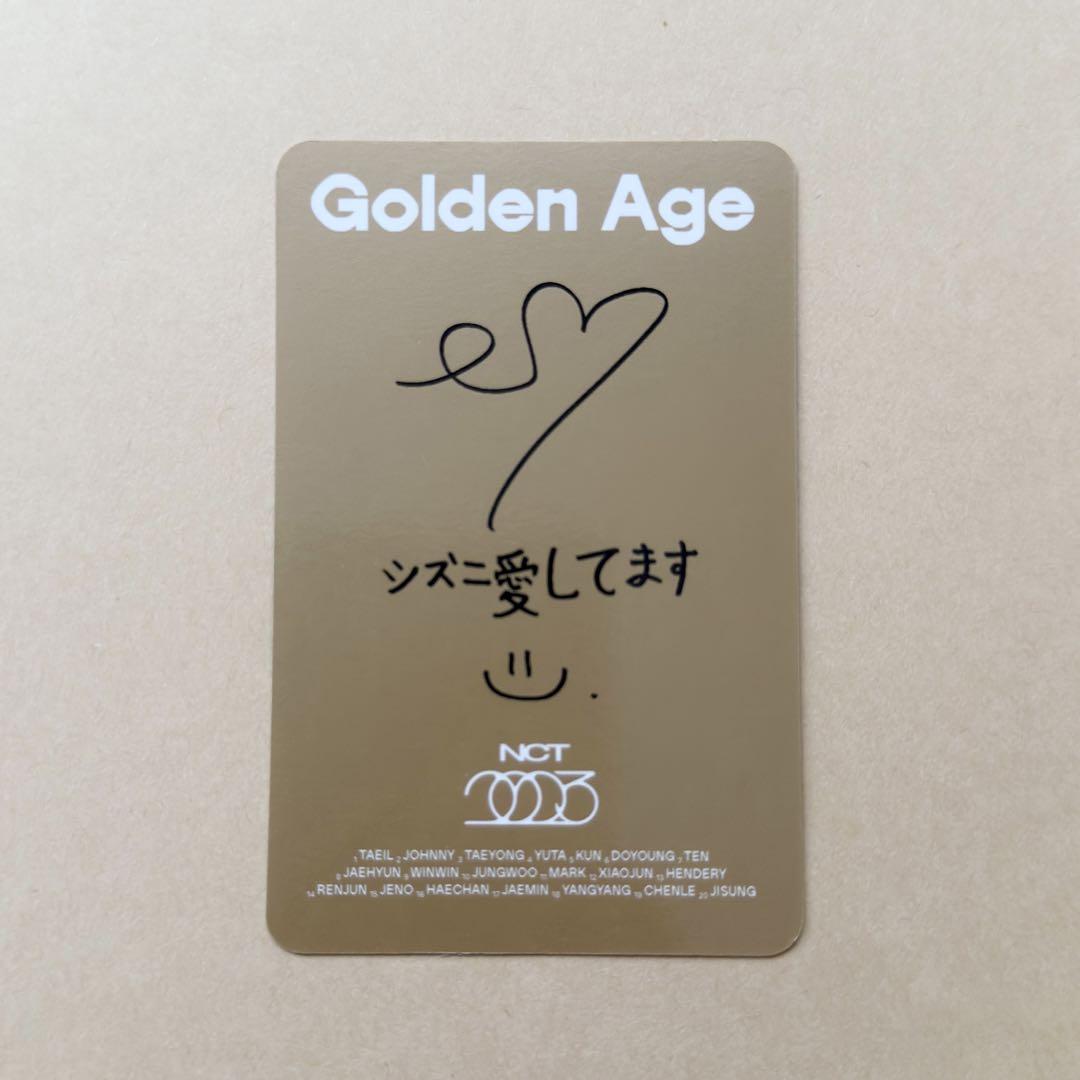 Golden Age
シズニ愛してます
NCT
2023
1 TAEIL 2 JOHNNY 3 TAEYONG 4 YUTA 5 KUN 6 DOYOUNG 7 TEN
8 JAEHYUN 9 WINWIN 10 JUNGWOO 11 MARK 12 XIAOJUN 13 HENDERY
14 RENJUN 15 JENO 16 HAECHAN 17 JAEMIN 18 YANGYANG 19 CHENLE 20 JISUNG